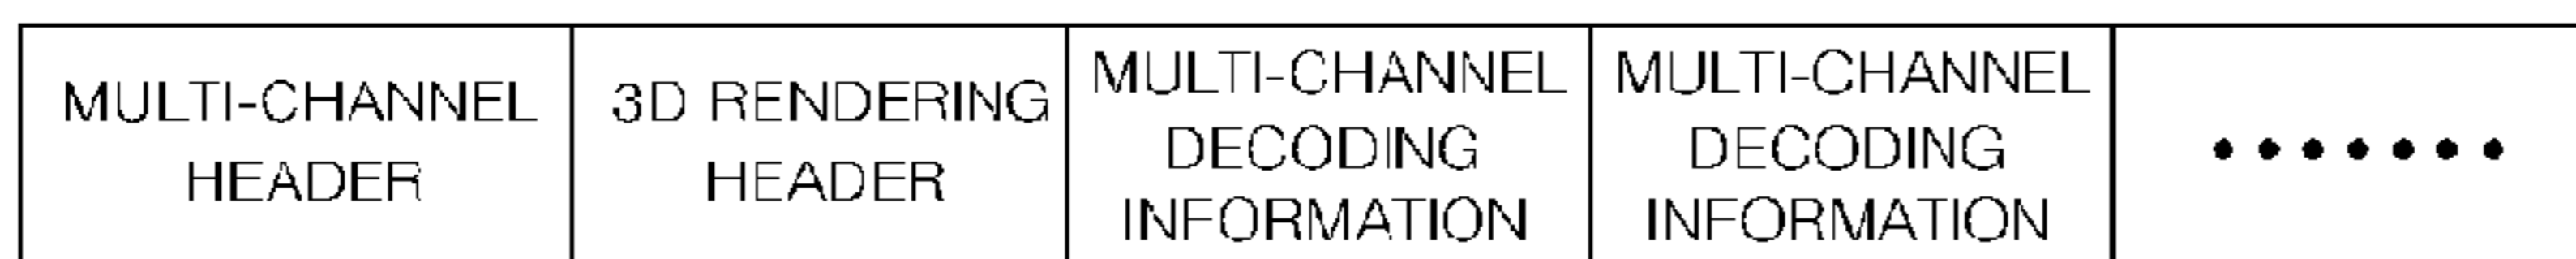 MULTI-CHANNEL
HEADER
3D RENDERING
HEADER
MULTI-CHANNEL
DECODING
INFORMATION
MULTI-CHANNEL
DECODING
INFORMATION
•••••••